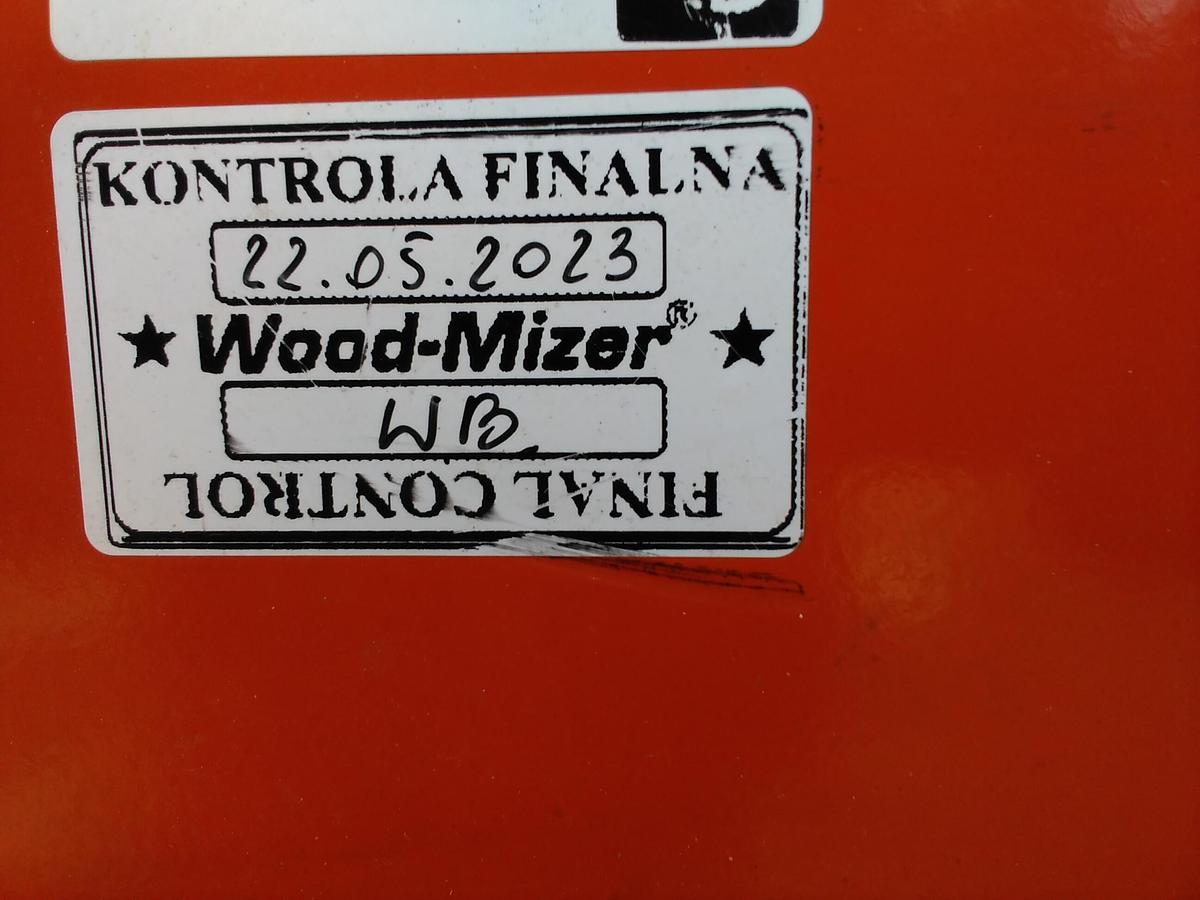 KONTROLA FINALNA
22.05.2023
★ Wood-Mizer® ★
WB
FINAL CONTROL